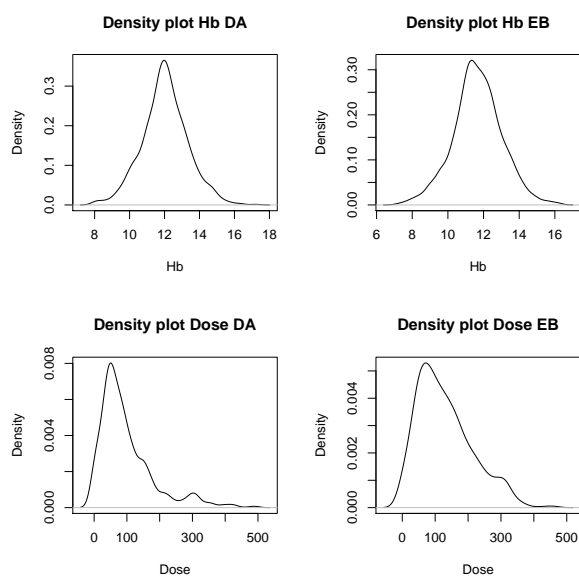 Density plot Hb DA
Density
0.0 0.1 0.2 0.3
8 10 12 14 16 18
Hb
Density plot Hb EB
Density
0.00 0.10 0.20 0.30
6 8 10 12 14 16
Hb
Density plot Dose DA
Density
0.000 0.004 0.008
0 100 300 500
Dose
Density plot Dose EB
Density
0.000 0.002 0.004
0 100 300 500
Dose